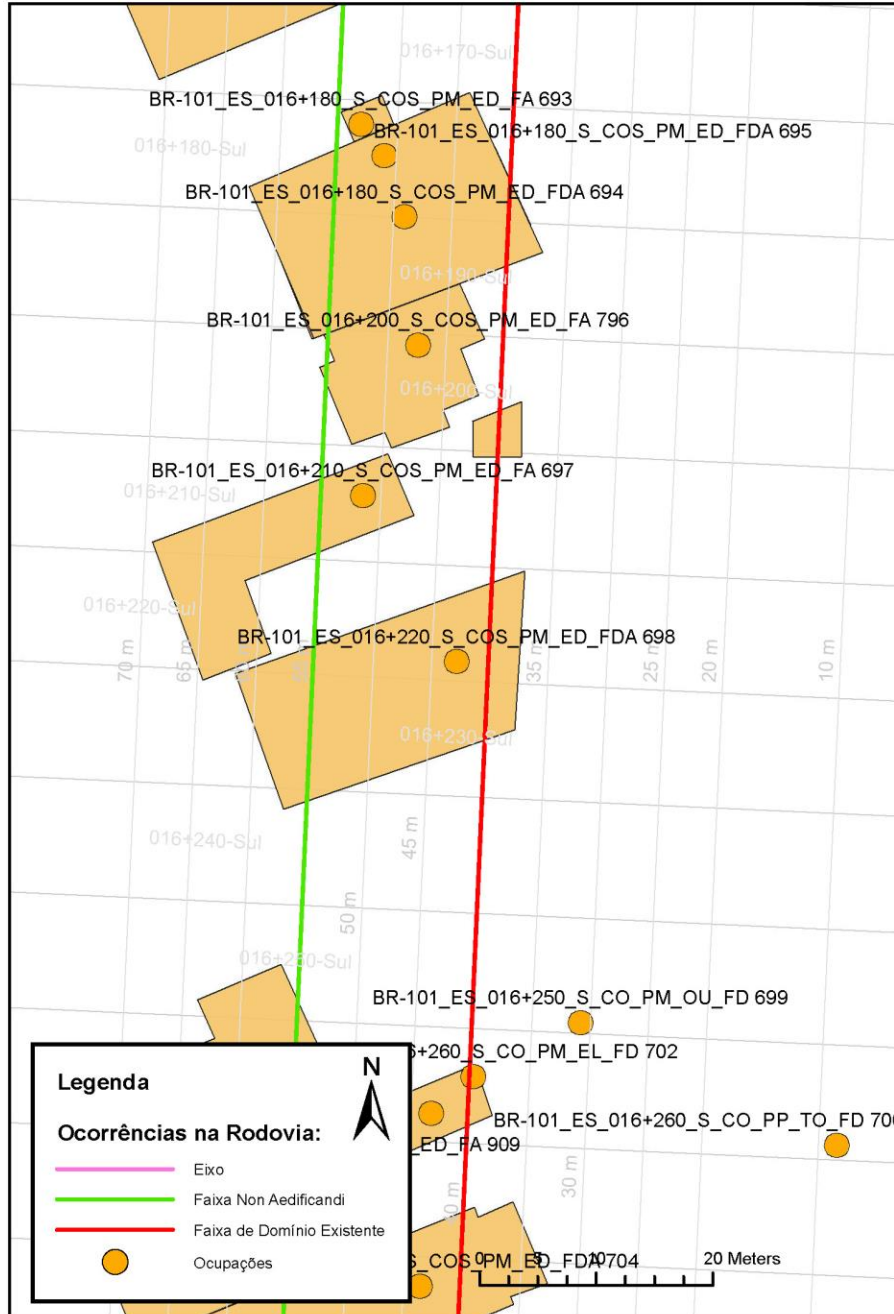 016+170-Sul
BR-101_ES_016+180_S_COS_PM_ED_FA 693
BR-101_ES_016+180_S_COS_PM_ED_FDA 695
016+180-Sul
BR-101_ES_016+180_S_COS_PM_ED_FDA 694
016+190-Sul
BR-101_ES_016+200_S_COS_PM_ED_FA 796
016+200-Sul
BR-101_ES_016+210_S_COS_PM_ED_FA 697
016+210-Sul
016+220-Sul
BR-101_ES_016+220_S_COS_PM_ED_FDA 698
70 m
65 m
35 m
25 m
20 m
10 m
016+230-Sul
016+240-Sul
45 m
50 m
016+250-Sul
BR-101_ES_016+250_S_CO_PM_OU_FD 699
+260_S_CO_PM_EL_FD 702
BR-101_ES_016+260_S_CO_PP_TO_FD
ED_FA 909
30 m
S_COS_PM_ED_FDA 704
Legenda
N
Ocorrências na Rodovia:
Eixo
Faixa Non Aedificandi
Faixa de Domínio Existente
Ocupações
0 5 10 20 Meters